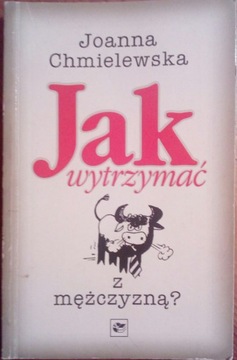 Joanna
Chmielewska
Jak
wytrzymać
z
mężczyzną?